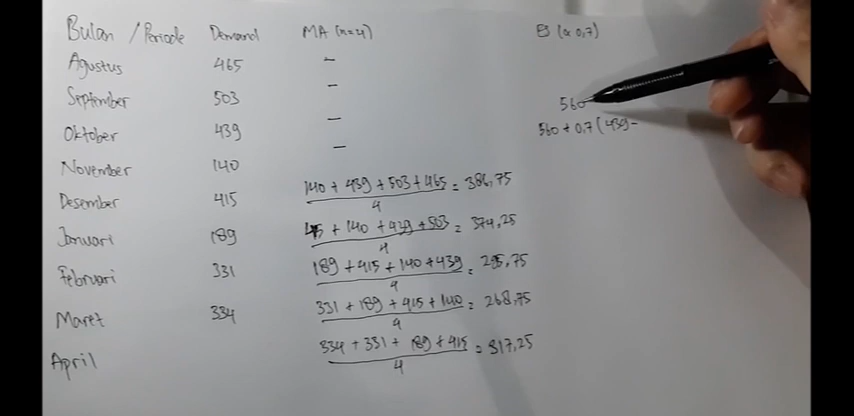 Bulan / Periode Demand MA (n=4) B (α 0,7)
Agustus 465 -
September 503 - 560
Oktober 439 - 560 + 0,7 (439-
November 140 -
Desember 415 140 + 439 + 503 + 465 = 386,75
4
Januari 189 415 + 140 + 439 + 503 = 374,25
4
Februari 331 189 + 415 + 140 + 439 = 295,75
4
Maret 334 331 + 189 + 415 + 140 = 268,75
4
April 334 + 331 + 189 + 415 = 317,25
4